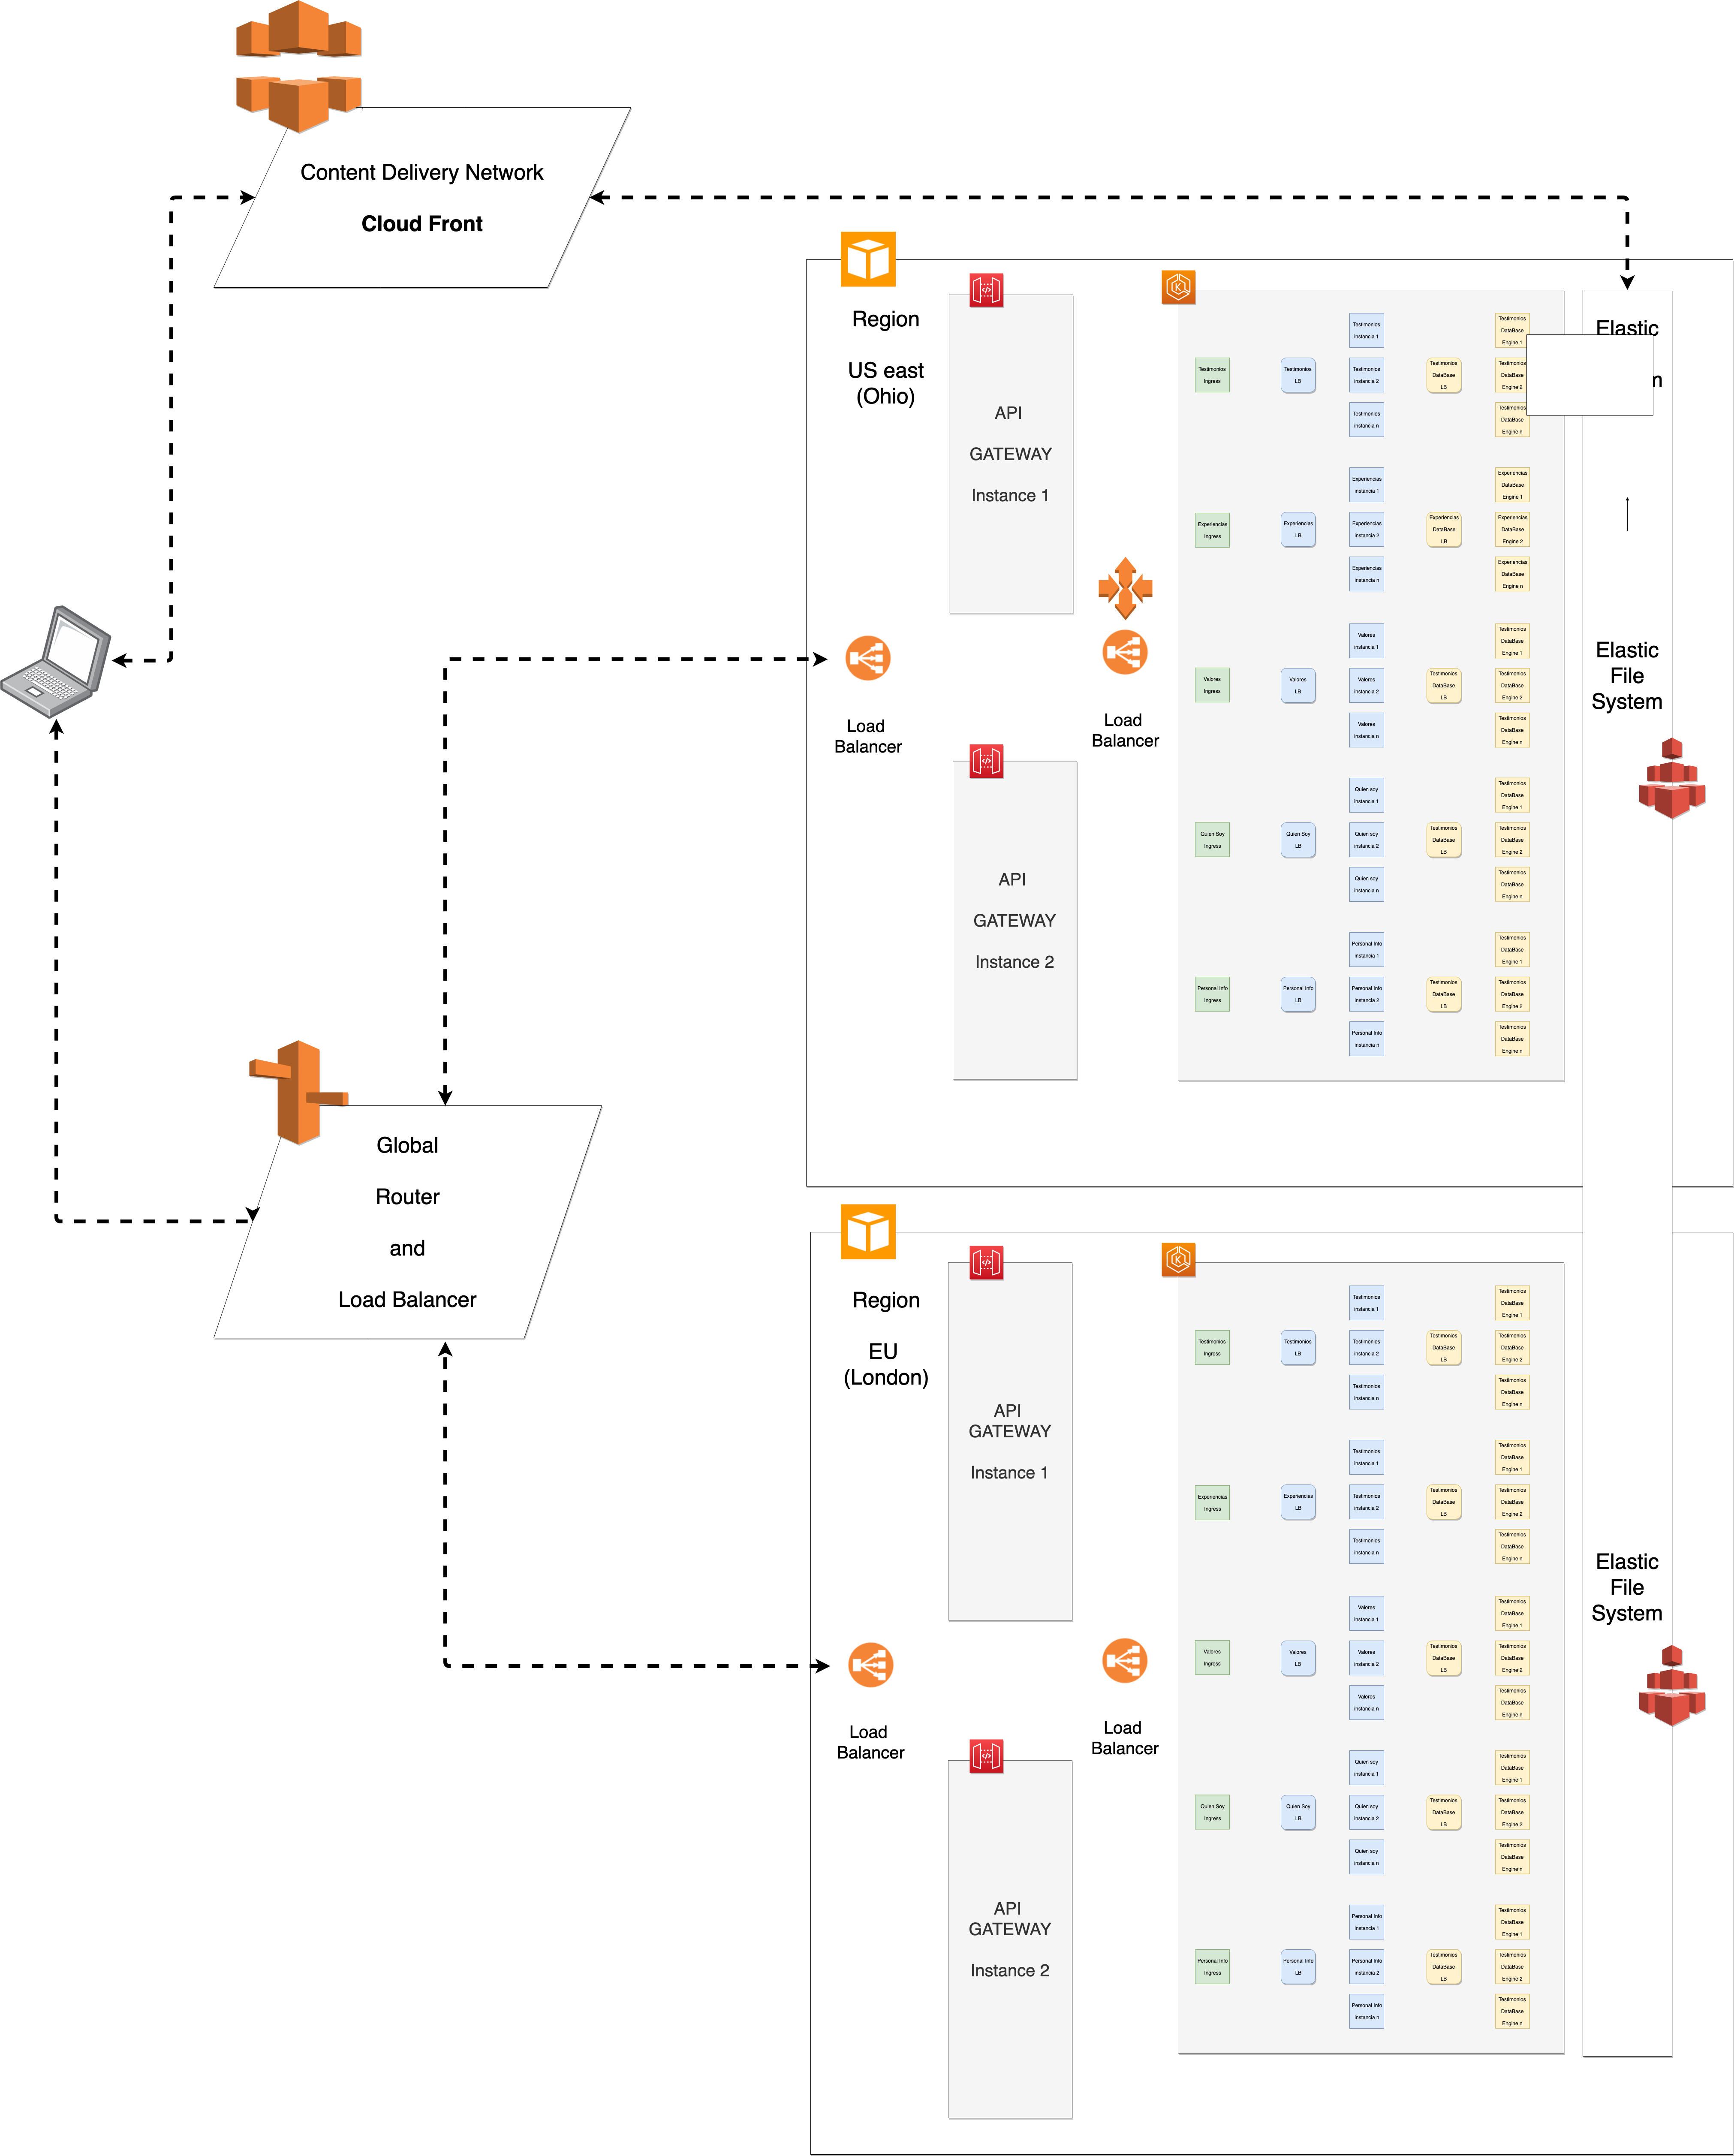 Content Delivery Network
Cloud Front
Region
US east
(Ohio)
API
GATEWAY
Instance 1
Load
Balancer
API
GATEWAY
Instance 2
Load
Balancer
Testimonios
Ingress
Testimonios
LB
Testimonios
instancia 1
Testimonios
instancia 2
Testimonios
instancia n
Testimonios
DataBase
LB
Testimonios
DataBase
Engine 1
Testimonios
DataBase
Engine 2
Testimonios
DataBase
Engine n
Experiencias
Ingress
Experiencias
LB
Experiencias
instancia 1
Experiencias
instancia 2
Experiencias
instancia n
Experiencias
DataBase
LB
Experiencias
DataBase
Engine 1
Experiencias
DataBase
Engine 2
Experiencias
DataBase
Engine n
Valores
Ingress
Valores
LB
Valores
instancia 1
Valores
instancia 2
Valores
instancia n
Testimonios
DataBase
LB
Testimonios
DataBase
Engine 1
Testimonios
DataBase
Engine 2
Testimonios
DataBase
Engine n
Quien Soy
Ingress
Quien Soy
LB
Quien soy
instancia 1
Quien soy
instancia 2
Quien soy
instancia n
Testimonios
DataBase
LB
Testimonios
DataBase
Engine 1
Testimonios
DataBase
Engine 2
Testimonios
DataBase
Engine n
Personal Info
Ingress
Personal Info
LB
Personal Info
instancia 1
Personal Info
instancia 2
Personal Info
instancia n
Testimonios
DataBase
LB
Testimonios
DataBase
Engine 1
Testimonios
DataBase
Engine 2
Testimonios
DataBase
Engine n
Elastic
Elastic
File
System
Global
Router
and
Load Balancer
Region
EU
(London)
API
GATEWAY
Instance 1
Load
Balancer
API
GATEWAY
Instance 2
Load
Balancer
Testimonios
Ingress
Testimonios
LB
Testimonios
instancia 1
Testimonios
instancia 2
Testimonios
instancia n
Testimonios
DataBase
LB
Testimonios
DataBase
Engine 1
Testimonios
DataBase
Engine 2
Testimonios
DataBase
Engine n
Experiencias
Ingress
Experiencias
LB
Testimonios
instancia 1
Testimonios
instancia 2
Testimonios
instancia n
Testimonios
DataBase
LB
Testimonios
DataBase
Engine 1
Testimonios
DataBase
Engine 2
Testimonios
DataBase
Engine n
Valores
Ingress
Valores
LB
Valores
instancia 1
Valores
instancia 2
Valores
instancia n
Testimonios
DataBase
LB
Testimonios
DataBase
Engine 1
Testimonios
DataBase
Engine 2
Testimonios
DataBase
Engine n
Quien Soy
Ingress
Quien Soy
LB
Quien soy
instancia 1
Quien soy
instancia 2
Quien soy
instancia n
Testimonios
DataBase
LB
Testimonios
DataBase
Engine 1
Testimonios
DataBase
Engine 2
Testimonios
DataBase
Engine n
Personal Info
Ingress
Personal Info
LB
Personal Info
instancia 1
Personal Info
instancia 2
Personal Info
instancia n
Testimonios
DataBase
LB
Testimonios
DataBase
Engine 1
Testimonios
DataBase
Engine 2
Testimonios
DataBase
Engine n
Elastic
File
System